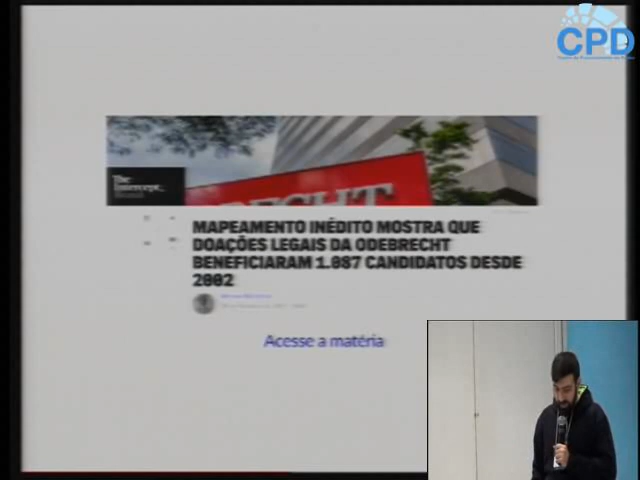 CPD
The
Intercept_
Brasil
BRECHT
MAPEAMENTO INÉDITO MOSTRA QUE
DOAÇÕES LEGAIS DA ODEBRECHT
BENEFICIARAM 1.087 CANDIDATOS DESDE
2002
Acesse a matéria